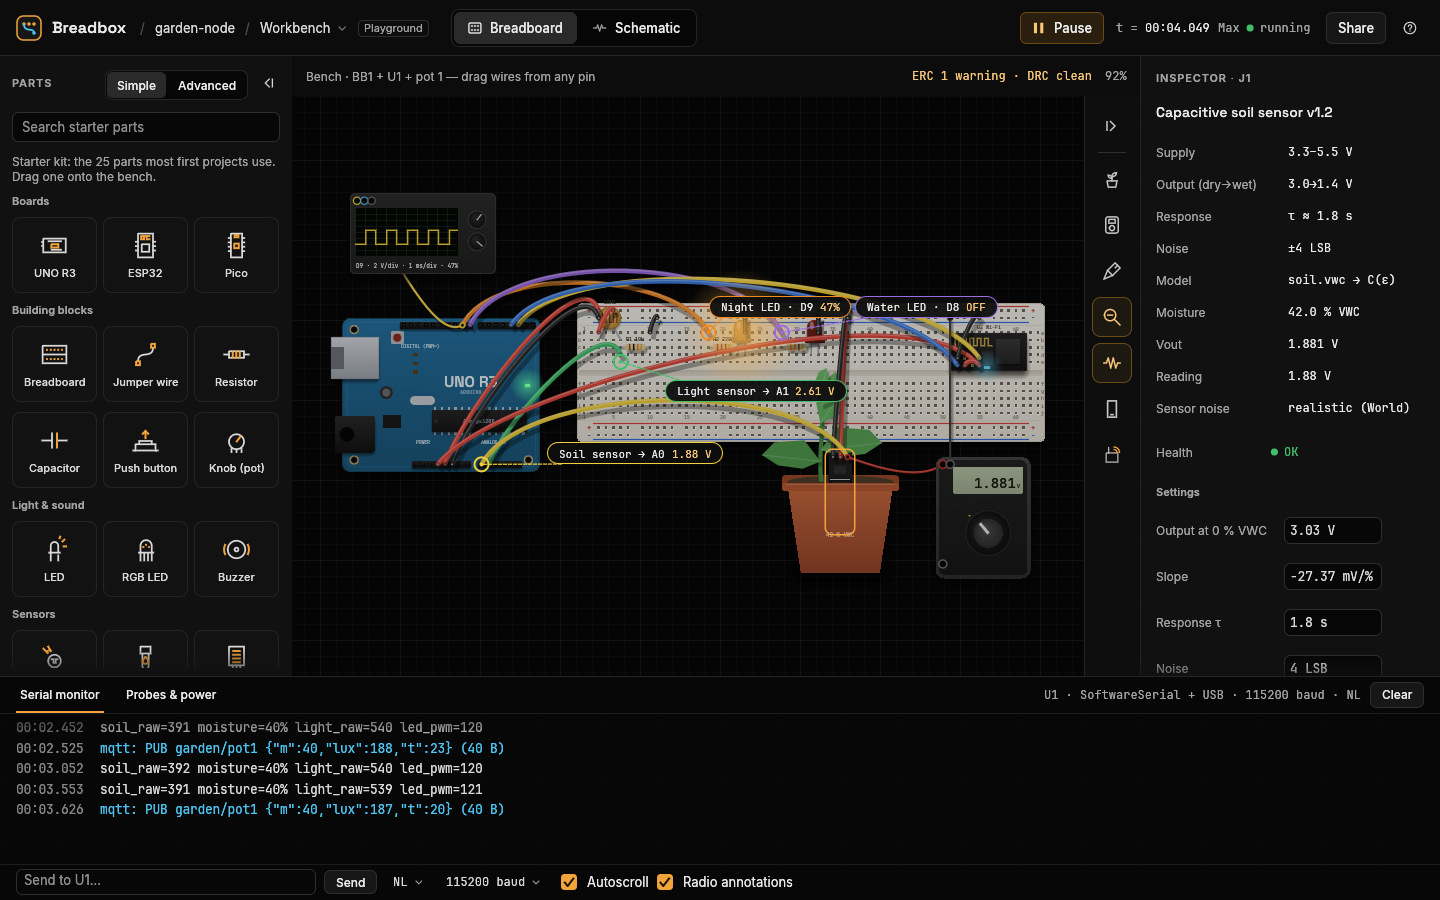 Breadbox / garden-node / Workbench Playground
Breadboard Schematic
Pause t = 00:04.049 Max running Share
PARTS Simple Advanced
Search starter parts
Starter kit: the 25 parts most first projects use.
Drag one onto the bench.
Boards
UNO R3 ESP32 Pico
Building blocks
Breadboard Jumper wire Resistor
Capacitor Push button Knob (pot)
Light & sound
LED RGB LED Buzzer
Sensors
Bench · BB1 + U1 + pot 1 — drag wires from any pin
ERC 1 warning · DRC clean 92%
D9 · 2 V/div · 1 ms/div · 47%
Night LED · D9 47%
Water LED · D8 OFF
DIGITAL (PWM~)
UNO R3
ARDUINO
Light sensor → A1 2.61 V
POWER
Soil sensor → A0 1.88 V
1.881
42 % VWC
INSPECTOR · J1
Capacitive soil sensor v1.2
Supply 3.3–5.5 V
Output (dry→wet) 3.0→1.4 V
Response τ ≈ 1.8 s
Noise ±4 LSB
Model soil.vwc → C(ε)
Moisture 42.0 % VWC
Vout 1.881 V
Reading 1.88 V
Sensor noise realistic (World)
Health OK
Settings
Output at 0 % VWC 3.03 V
Slope -27.37 mV/%
Response τ 1.8 s
Noise 4 LSB
Serial monitor Probes & power
U1 · SoftwareSerial + USB · 115200 baud · NL Clear
00:02.452 soil_raw=391 moisture=40% light_raw=540 led_pwm=120
00:02.525 mqtt: PUB garden/pot1 {"m":40,"lux":188,"t":23} (40 B)
00:03.052 soil_raw=392 moisture=40% light_raw=540 led_pwm=120
00:03.553 soil_raw=391 moisture=40% light_raw=539 led_pwm=121
00:03.626 mqtt: PUB garden/pot1 {"m":40,"lux":187,"t":20} (40 B)
Send to U1... Send NL 115200 baud Autoscroll Radio annotations